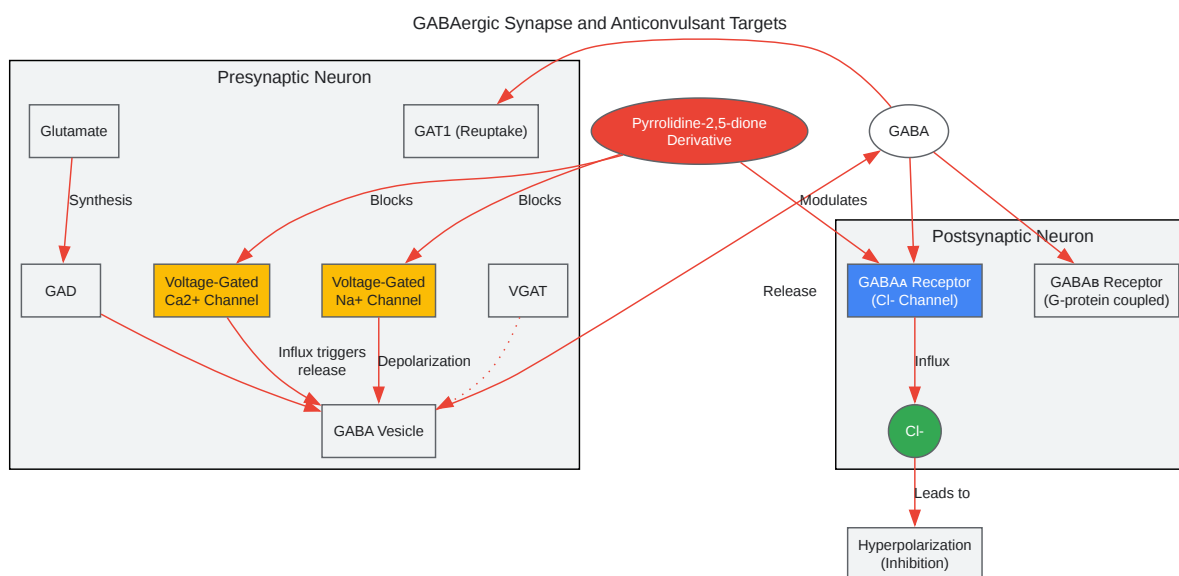 GABAergic Synapse and Anticonvulsant Targets
Presynaptic Neuron
Glutamate
GAT1 (Reuptake)
Pyrrolidine-2,5-dione
Derivative
GABA
Synthesis
Blocks
Blocks
Modulates
Postsynaptic Neuron
GAD
Voltage-Gated
Ca2+ Channel
Voltage-Gated
Na+ Channel
VGAT
Release
GABAᴀ Receptor
(Cl- Channel)
GABAʙ Receptor
(G-protein coupled)
Influx triggers
release
Depolarization
Influx
GABA Vesicle
Cl-
Leads to
Hyperpolarization
(Inhibition)